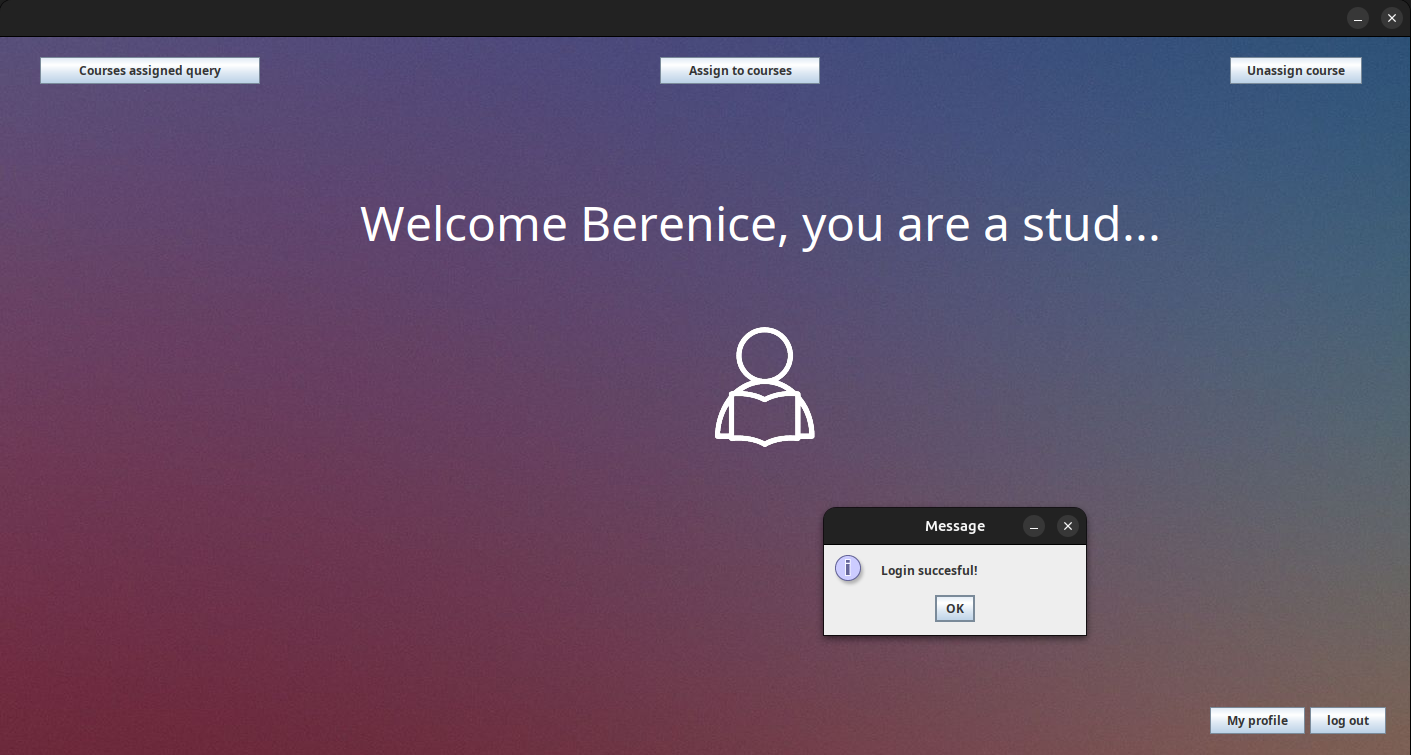 Courses assigned query
Assign to courses
Unassign course
Welcome Berenice, you are a stud...
Message
i
Login succesful!
OK
My profile
log out